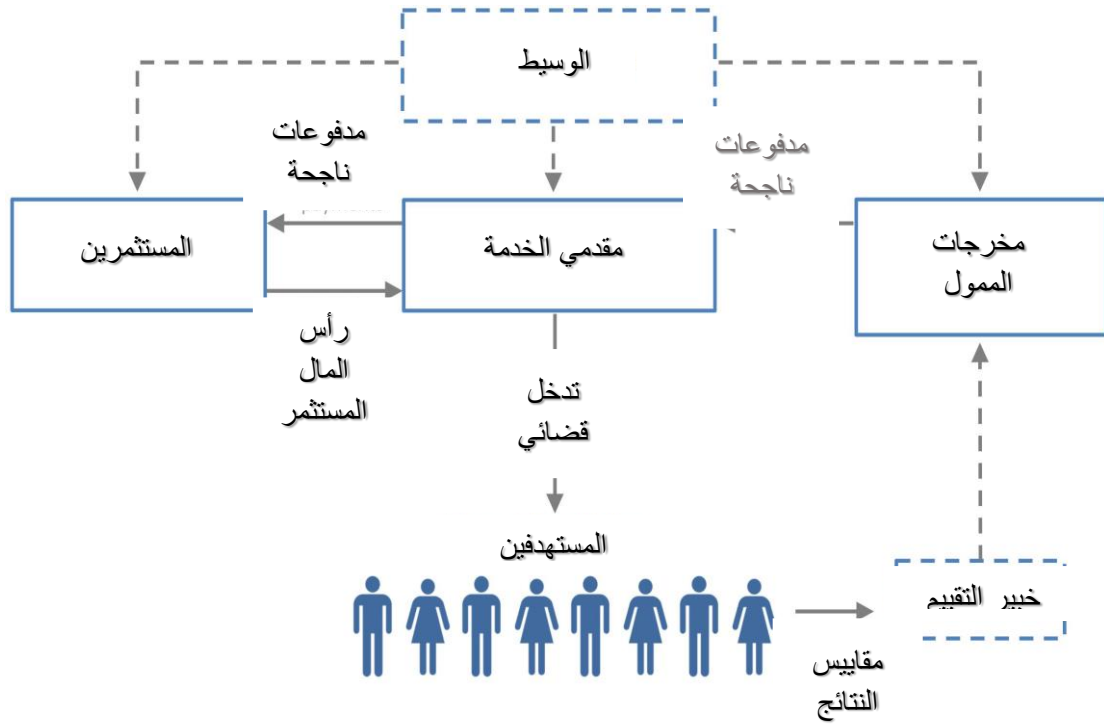 الوسيط
مدفوعات
ناجحة
مدفوعات
ناجحة
مخرجات
الممول
مقدمي الخدمة
المستثمرين
رأس
المال
المستثمر
تدخل
قضائي
المستهدفين
خبير التقييم
مقاييس
النتائج